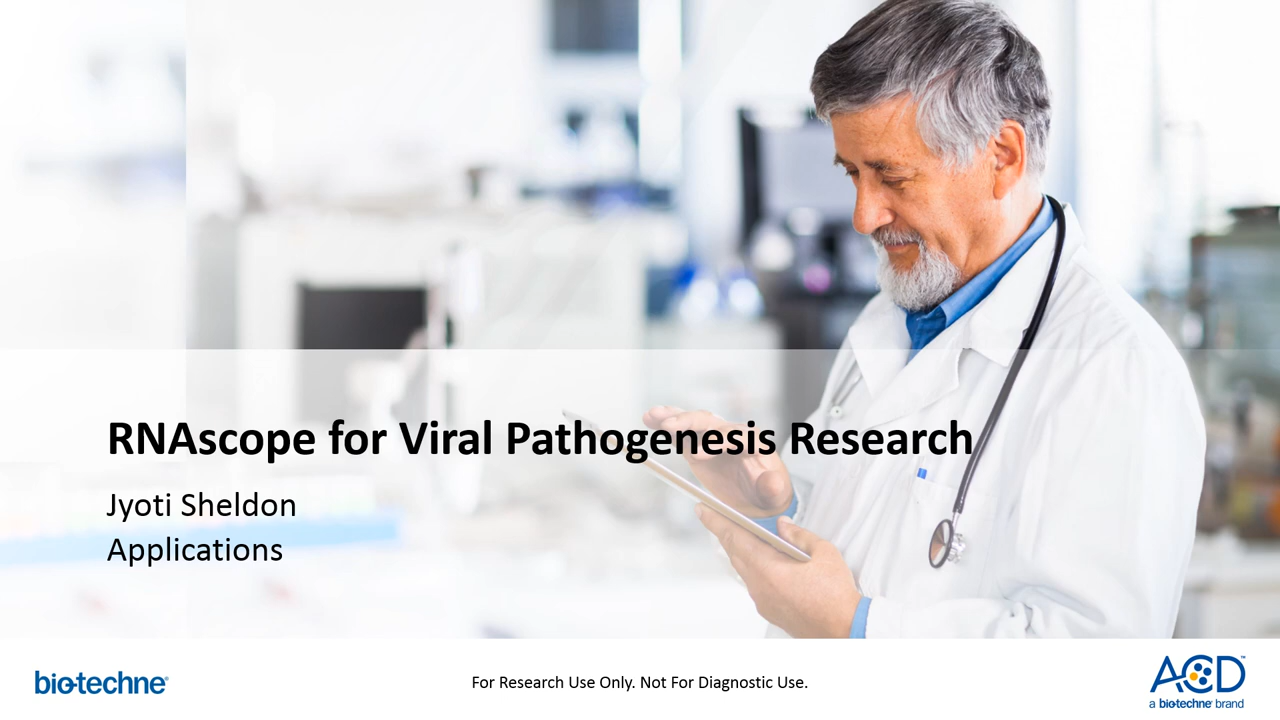 RNAscope for Viral Pathogenesis Research
Jyoti Sheldon
Applications
bio-techne®
For Research Use Only. Not For Diagnostic Use.
ACD™
a bio-techne brand